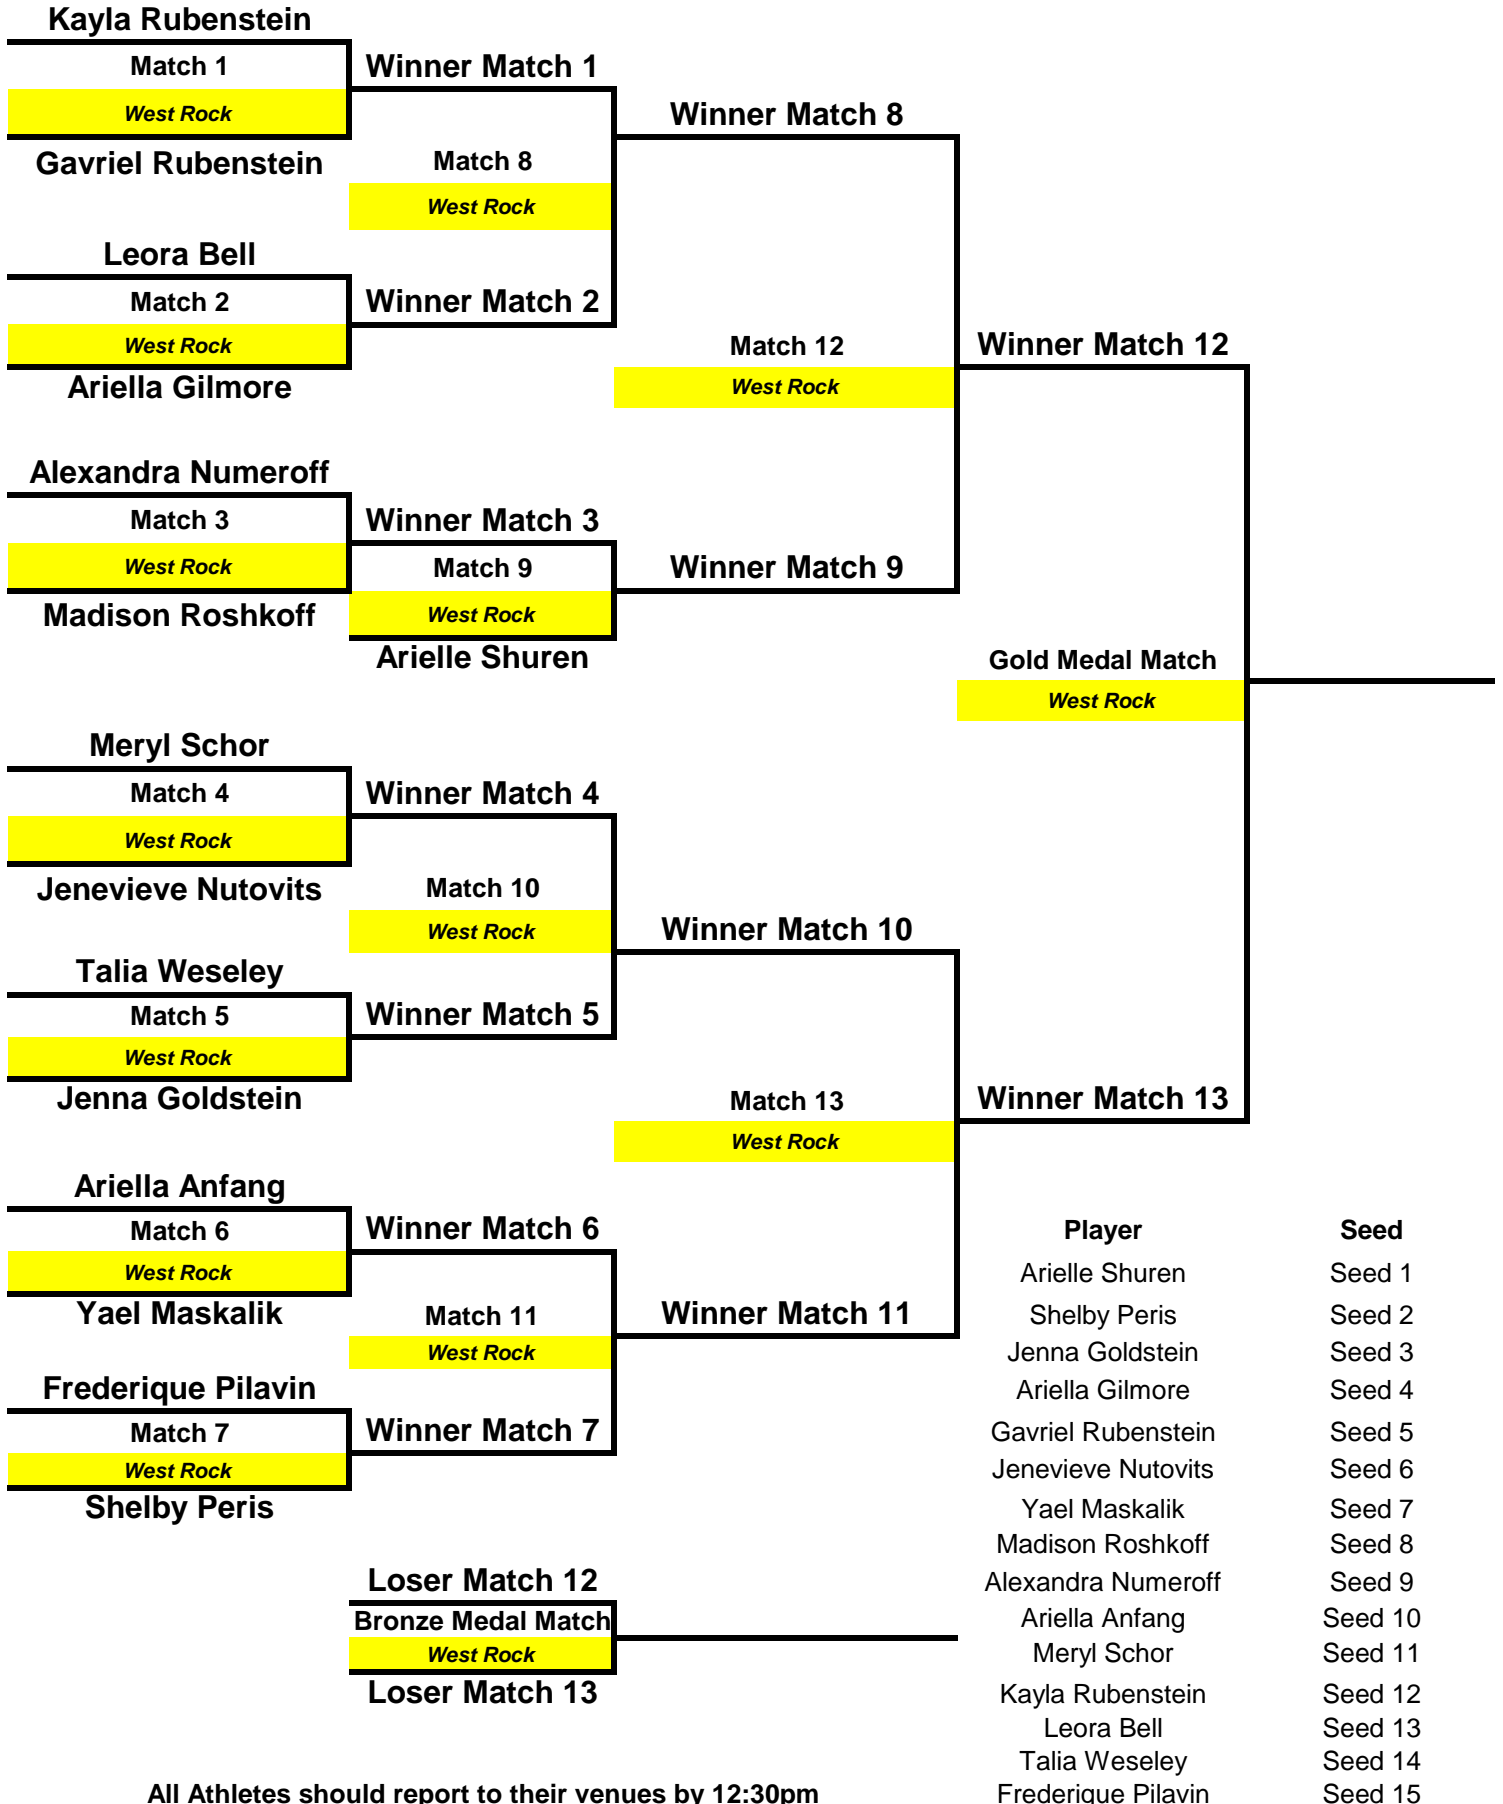 Kayla Rubenstein
Match 1
Winner Match 1
West Rock
Winner Match 8
Gavriel Rubenstein
Match 8
West Rock
Leora Bell
Match 2
Winner Match 2
West Rock
Match 12
Winner Match 12
Ariella Gilmore
West Rock
Alexandra Numeroff
Match 3
Winner Match 3
West Rock
Match 9
Winner Match 9
Madison Roshkoff
West Rock
Arielle Shuren
Gold Medal Match
West Rock
Meryl Schor
Match 4
Winner Match 4
West Rock
Jenevieve Nutovits
Match 10
West Rock
Winner Match 10
Talia Weseley
Match 5
Winner Match 5
West Rock
Jenna Goldstein
Match 13
Winner Match 13
West Rock
Ariella Anfang
Match 6
Winner Match 6
West Rock
Yael Maskalik
Match 11
Winner Match 11
West Rock
Frederique Pilavin
Match 7
Winner Match 7
West Rock
Shelby Peris
Loser Match 12
Bronze Medal Match
West Rock
Loser Match 13
Player Seed
Arielle Shuren Seed 1
Shelby Peris Seed 2
Jenna Goldstein Seed 3
Ariella Gilmore Seed 4
Gavriel Rubenstein Seed 5
Jenevieve Nutovits Seed 6
Yael Maskalik Seed 7
Madison Roshkoff Seed 8
Alexandra Numeroff Seed 9
Ariella Anfang Seed 10
Meryl Schor Seed 11
Kayla Rubenstein Seed 12
Leora Bell Seed 13
Talia Weseley Seed 14
Frederique Pilavin Seed 15
All Athletes should report to their venues by 12:30pm